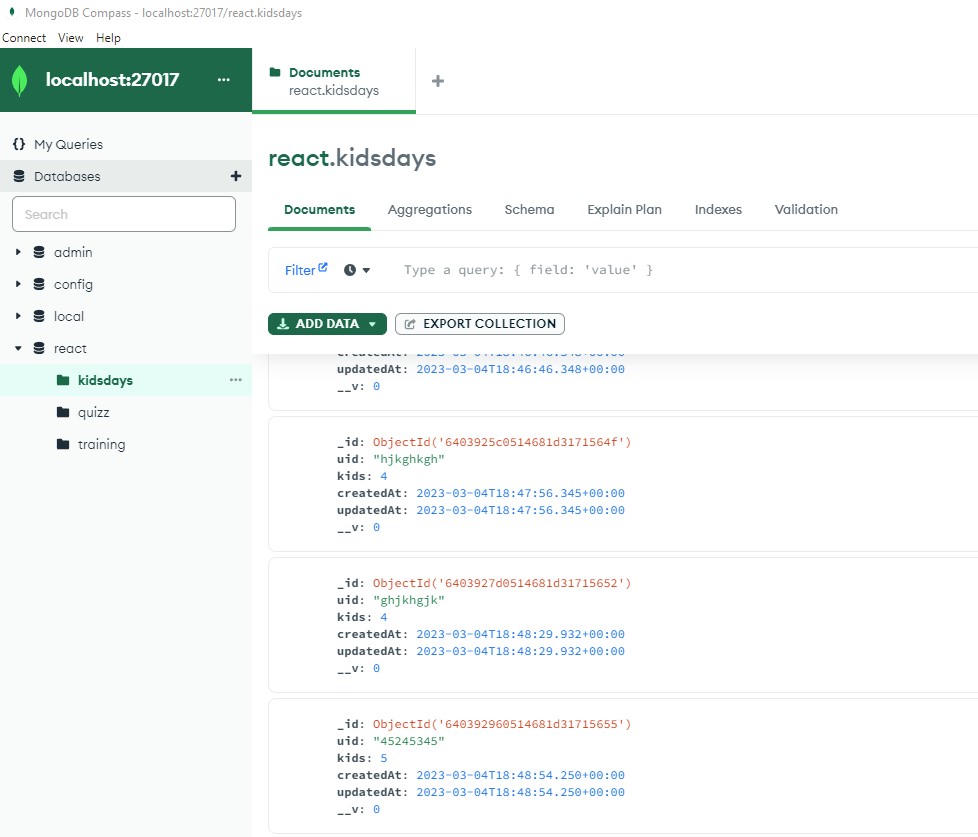 MongoDB Compass - localhost:27017/react.kidsdays
Connect View Help
localhost:27017 ...
Documents
react.kidsdays
+
{} My Queries
Databases +
Search
admin
config
local
react
kidsdays ...
quizz
training
react.kidsdays
Documents Aggregations Schema Explain Plan Indexes Validation
Filter Type a query: { field: 'value' }
ADD DATA EXPORT COLLECTION
updatedAt: 2023-03-04T18:46:46.348+00:00
__v: 0
_id: ObjectId('6403925c0514681d3171564f')
uid: "hjkghkgh"
kids: 4
createdAt: 2023-03-04T18:47:56.345+00:00
updatedAt: 2023-03-04T18:47:56.345+00:00
__v: 0
_id: ObjectId('6403927d0514681d31715652')
uid: "ghjkhgjk"
kids: 4
createdAt: 2023-03-04T18:48:29.932+00:00
updatedAt: 2023-03-04T18:48:29.932+00:00
__v: 0
_id: ObjectId('640392960514681d31715655')
uid: "45245345"
kids: 5
createdAt: 2023-03-04T18:48:54.250+00:00
updatedAt: 2023-03-04T18:48:54.250+00:00
__v: 0